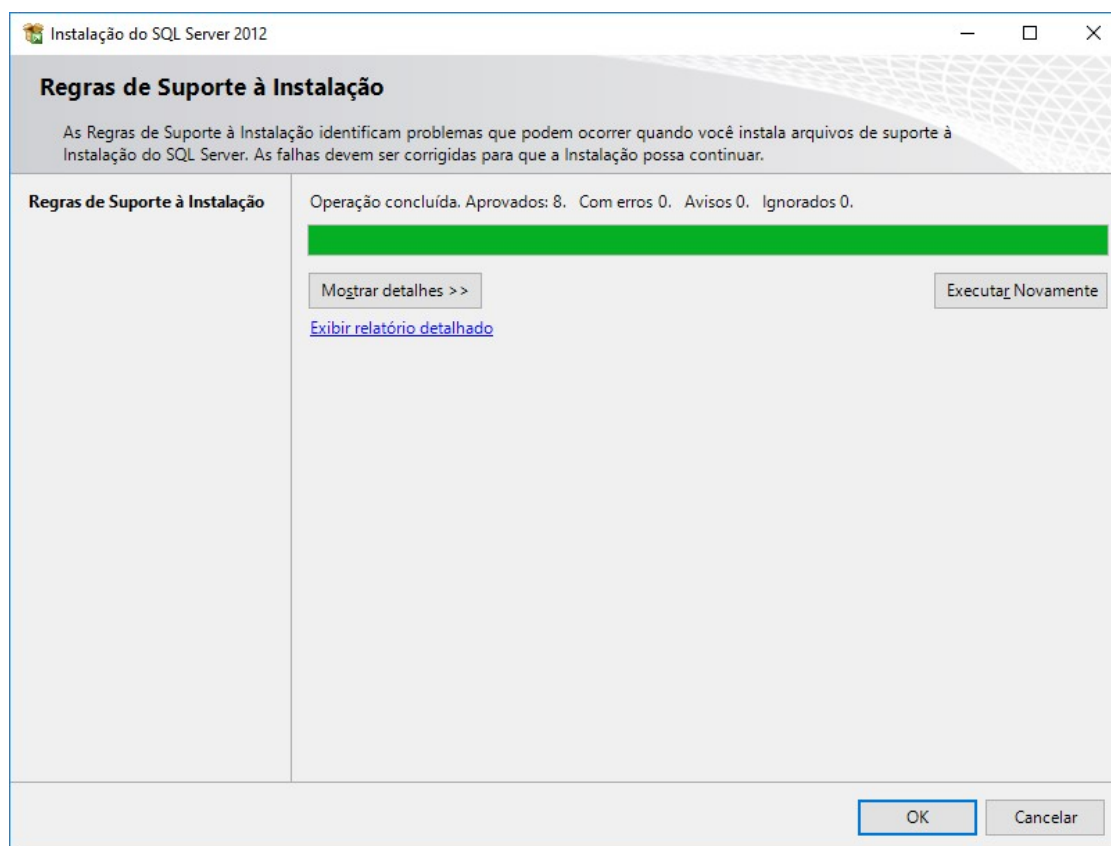 Instalação do SQL Server 2012
Regras de Suporte à Instalação
As Regras de Suporte à Instalação identificam problemas que podem ocorrer quando você instala arquivos de suporte à
Instalação do SQL Server. As falhas devem ser corrigidas para que a Instalação possa continuar.
Regras de Suporte à Instalação
Operação concluída. Aprovados: 8. Com erros 0. Avisos 0. Ignorados 0.
Mostrar detalhes >>
Executar Novamente
Exibir relatório detalhado
OK
Cancelar